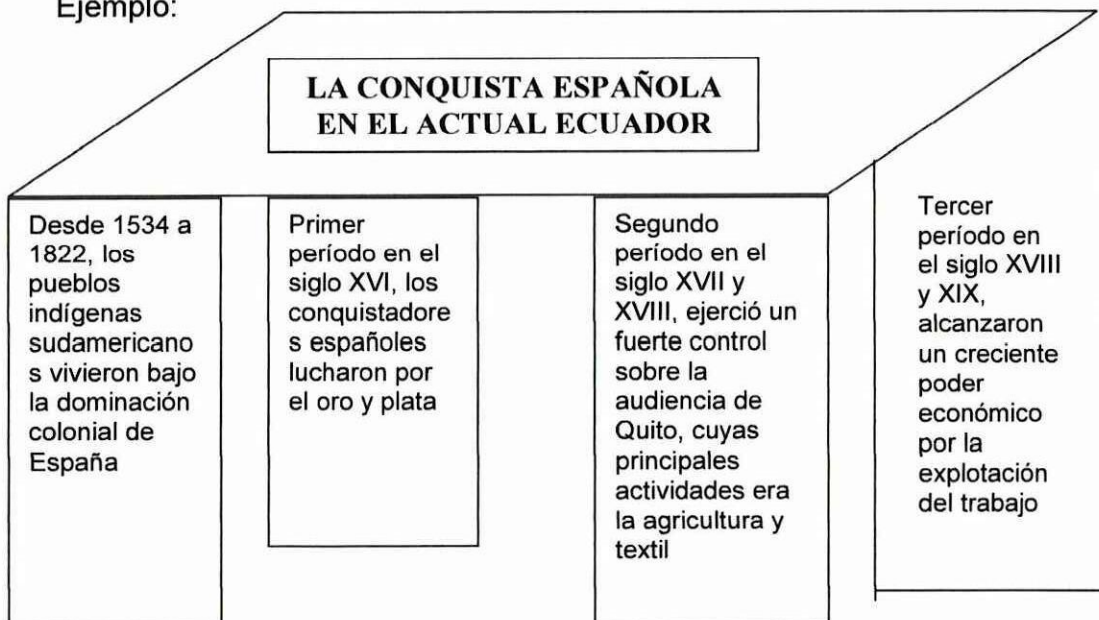 Ejemplo:
LA CONQUISTA ESPAÑOLA
EN EL ACTUAL ECUADOR
Desde 1534 a
1822, los
pueblos
indígenas
sudamericano
s vivieron bajo
la dominación
colonial de
España
Primer
período en el
siglo XVI, los
conquistadore
s españoles
lucharon por
el oro y plata
Segundo
período en el
siglo XVII y
XVIII, ejerció un
fuerte control
sobre la
audiencia de
Quito, cuyas
principales
actividades era
la agricultura y
textil
Tercer
período en
el siglo XVIII
y XIX,
alcanzaron
un creciente
poder
económico
por la
explotación
del trabajo